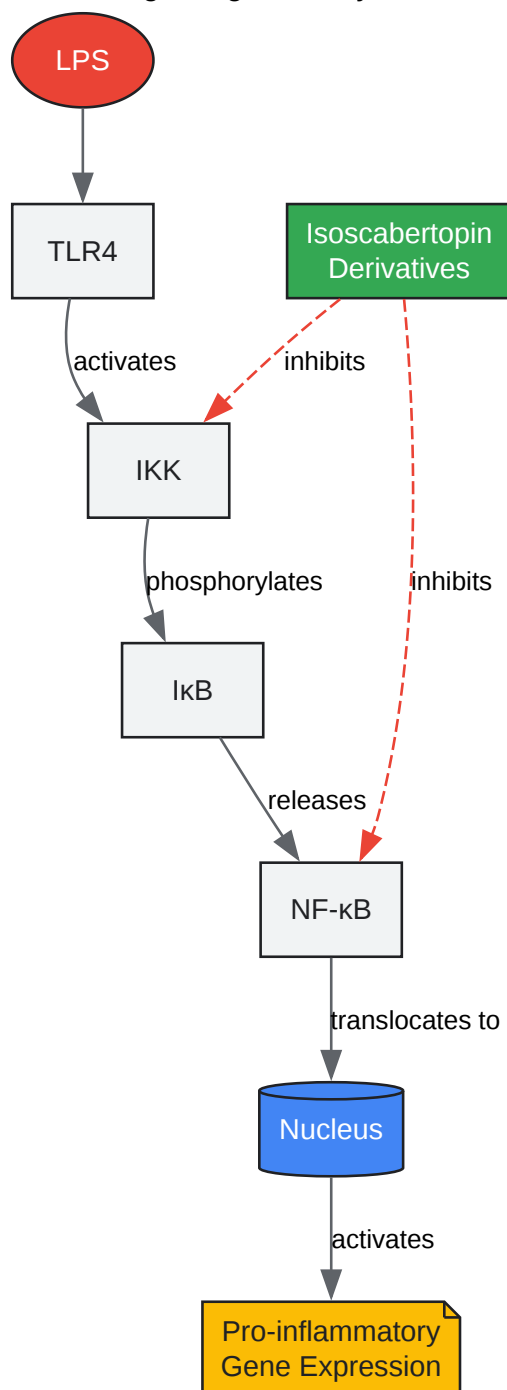 LPS
TLR4
Isoscabertopin
Derivatives
activates
inhibits
IKK
phosphorylates
inhibits
IκB
releases
NF-κB
translocates to
Nucleus
activates
Pro-inflammatory
Gene Expression